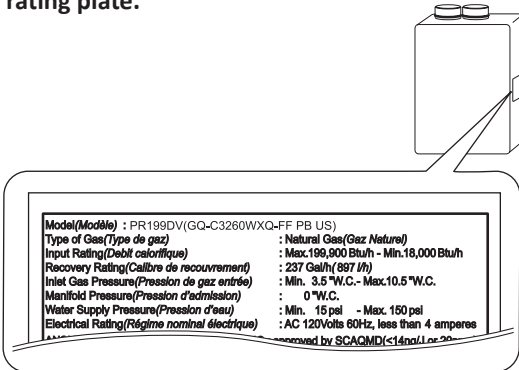 rating plate.
Model(Modèle) : PR199DV(GQ-C3260WXQ-FF PB US)
Type of Gas(Type de gaz) : Natural Gas(Gaz Naturel)
Input Rating(Debit calorifique) : Max.199,900 Btu/h - Min.18,000 Btu/h
Recovery Rating(Calibre de recouvrement) : 237 Gal/h( 897 l/h)
Inlet Gas Pressure(Pression de gaz entrée) : Min. 3.5 "W.C.- Max.10.5 "W.C.
Manifold Pressure(Pression d'admission) : 0 "W.C.
Water Supply Pressure(Pression d'eau) : Min. 15 psi - Max. 150 psi
Electrical Rating(Régime nominal électrique) : AC 120Volts 60Hz, less than 4 amperes
approved by SCAQMD(<14ng/J or